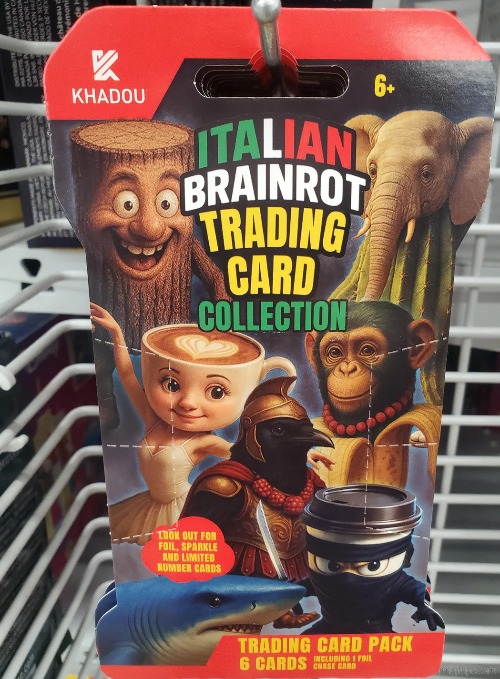 KHADOU
6+
ITALIAN
BRAINROT
TRADING
CARD
COLLECTION
LOOK OUT FOR
FOIL, SPARKLE
AND LIMITED
NUMBER CARDS
TRADING CARD PACK
6 CARDS INCLUDING 1 FOIL
CHASE CARD